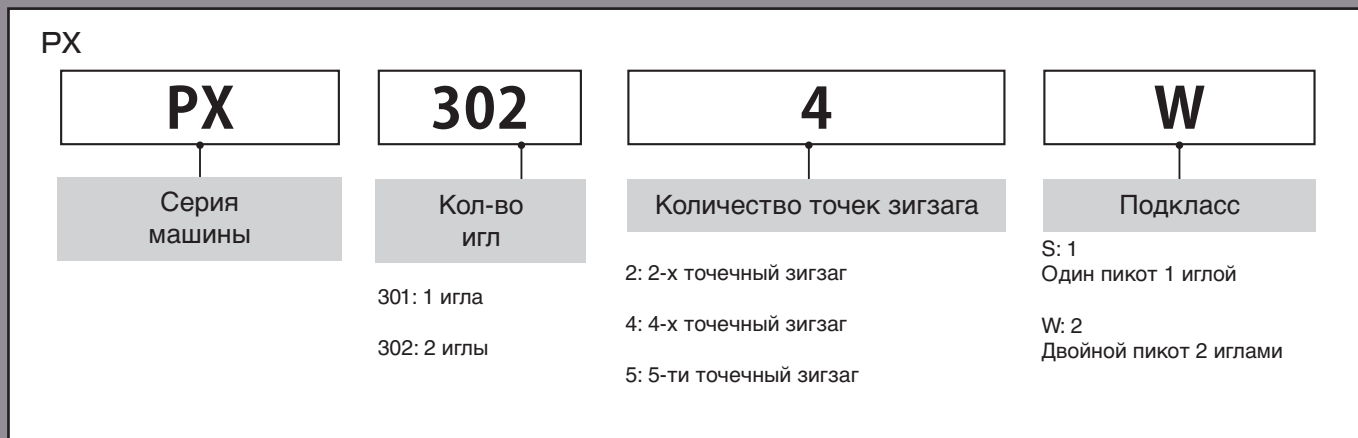 PX
PX
302
4
W
Серия
машины
Кол-во
игл
Количество точек зигзага
Подкласс
301: 1 игла
302: 2 иглы
2: 2-х точечный зигзаг
4: 4-х точечный зигзаг
5: 5-ти точечный зигзаг
S: 1
Один пикот 1 иглой
W: 2
Двойной пикот 2 иглами